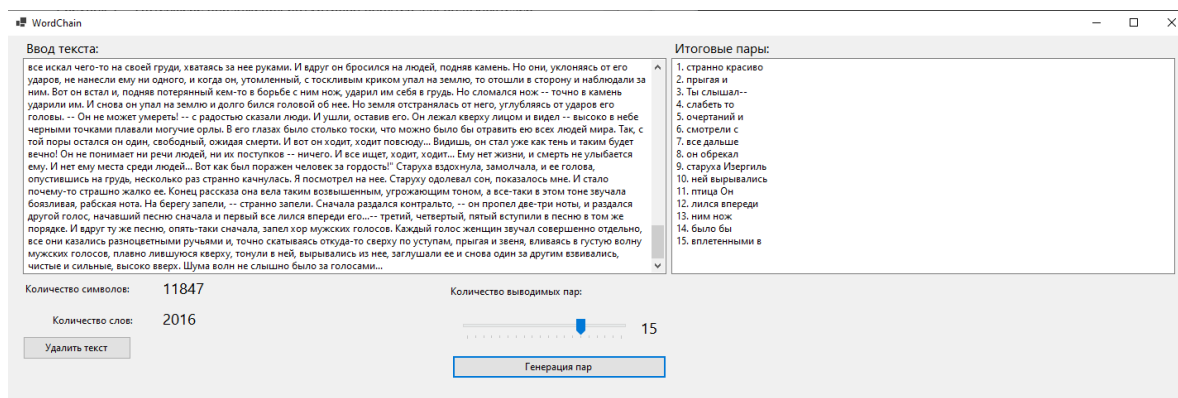 WordChain
Ввод текста:
все искал чего-то на своей груди, хватаясь за нее руками. И вдруг он бросился на людей, подняв камень. Но они, уклоняясь от его
ударов, не нанесли ему ни одного, и когда он, утомленный, с тоскливым криком упал на землю, то отошли в сторону и наблюдали за
ним. Вот он встал и, подняв потерянный кем-то в борьбе с ним нож, ударил им себя в грудь. Но сломался нож -- точно в камень
ударили им. И снова он упал на землю и долго бился головой об нее. Но земля отстранялась от него, углубляясь от ударов его
головы. -- Он не может умереть! -- с радостью сказали люди. И ушли, оставив его. Он лежал кверху лицом и видел -- высоко в небе
черными точками плавали могучие орлы. В его глазах было столько тоски, что можно было бы отравить ею всех людей мира. Так, с
той поры остался он один, свободный, ожидая смерти. И вот он ходит, ходит повсюду... Видишь, он стал уже как тень и таким будет
вечно! Он не понимает ни речи людей, ни их поступков -- ничего. И все ищет, ходит, ходит... Ему нет жизни, и смерть не улыбается
ему. И нет ему места среди людей... Вот как был поражен человек за гордость!" Старуха вздохнула, замолчала, и ее голова,
опустившись на грудь, несколько раз странно качнулась. Я посмотрел на нее. Старуху одолевал сон, показалось мне. И стало
почему-то страшно жалко ее. Конец рассказа она вела таким возвышенным, угрожающим тоном, а все-таки в этом тоне звучала
боязливая, рабская нота. На берегу запели, -- странно запели. Сначала раздался контральто, -- он пропел две-три ноты, и раздался
другой голос, начавший песню сначала и первый все лился впереди его...-- третий, четвертый, пятый вступили в песню в том же
порядке. И вдруг ту же песню, опять-таки сначала, запел хор мужских голосов. Каждый голос женщин звучал совершенно отдельно,
все они казались разноцветными ручьями и, точно скатываясь откуда-то сверху по уступам, прыгая и звеня, вливаясь в густую волну
мужских голосов, плавно лившуюся кверху, тонули в ней, вырывались из нее, заглушали ее и снова один за другим взвивались,
чистые и сильные, высоко вверх. Шума волн не слышно было за голосами...
Итоговые пары:
1. странно красиво
2. прыгая и
3. Ты слышал--
4. слабеть то
5. очертаний и
6. смотрели с
7. все дальше
8. он обрекал
9. старуха Изергиль
10. ней вырывались
11. птица Он
12. лился впереди
13. ним нож
14. было бы
15. вплетенными в
Количество символов: 11847
Количество слов: 2016
Удалить текст
Количество выводимых пар:
15
Генерация пар